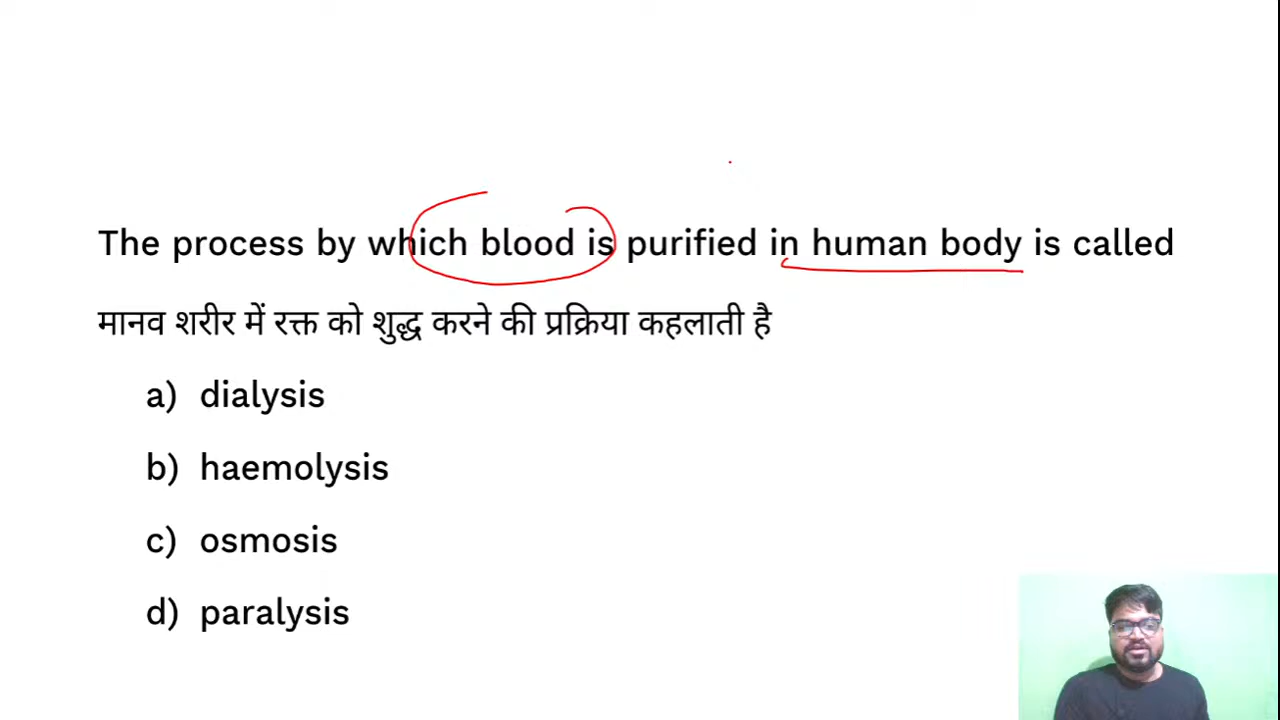 The process by which blood is purified in human body is called
मानव शरीर में रक्त को शुद्ध करने की प्रक्रिया कहलाती है
a) dialysis
b) haemolysis
c) osmosis
d) paralysis